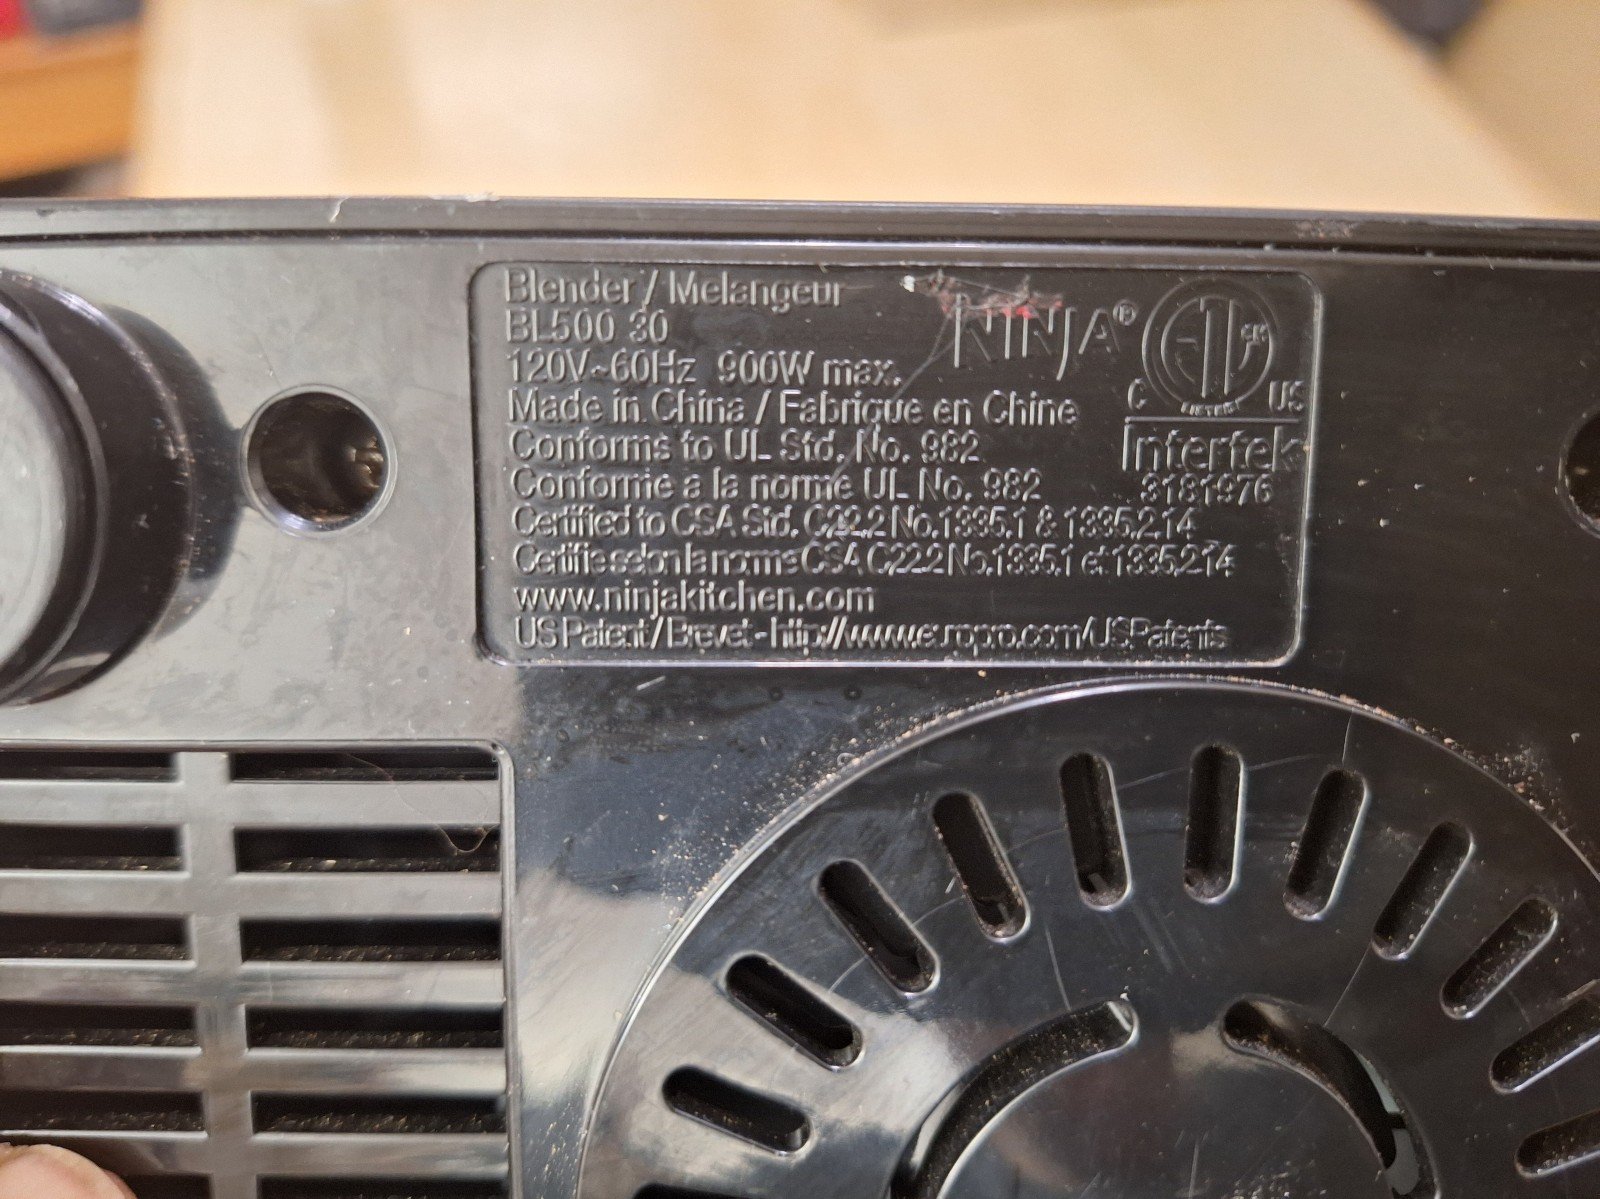 Blender / Melangeur
BL500 30
120V~60Hz 900W max.
Made in China / Fabrique en Chine
Conforms to UL Std. No. 982
Conforme a la norme UL No. 982
Certified to CSA Std. C22.2 No.1335.1 & 1335.2.14
Certifie selon la norme CSA C22.2 No.1335.1 et 1335.2.14
www.ninjakitchen.com
US Patent / Brevet - http://www.europro.com/USPatents
NINJA®
ETL CM
LISTED
C US
Intertek
3181976